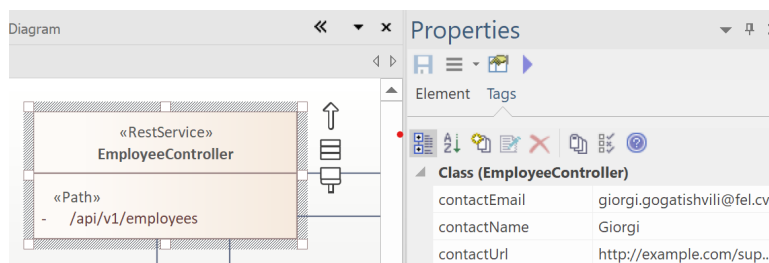 Diagram
Properties
Element Tags
«RestService»
EmployeeController
«Path»
- /api/v1/employees
Class (EmployeeController)
contactEmail giorgi.gogatishvili@fel.cv
contactName Giorgi
contactUrl http://example.com/sup...